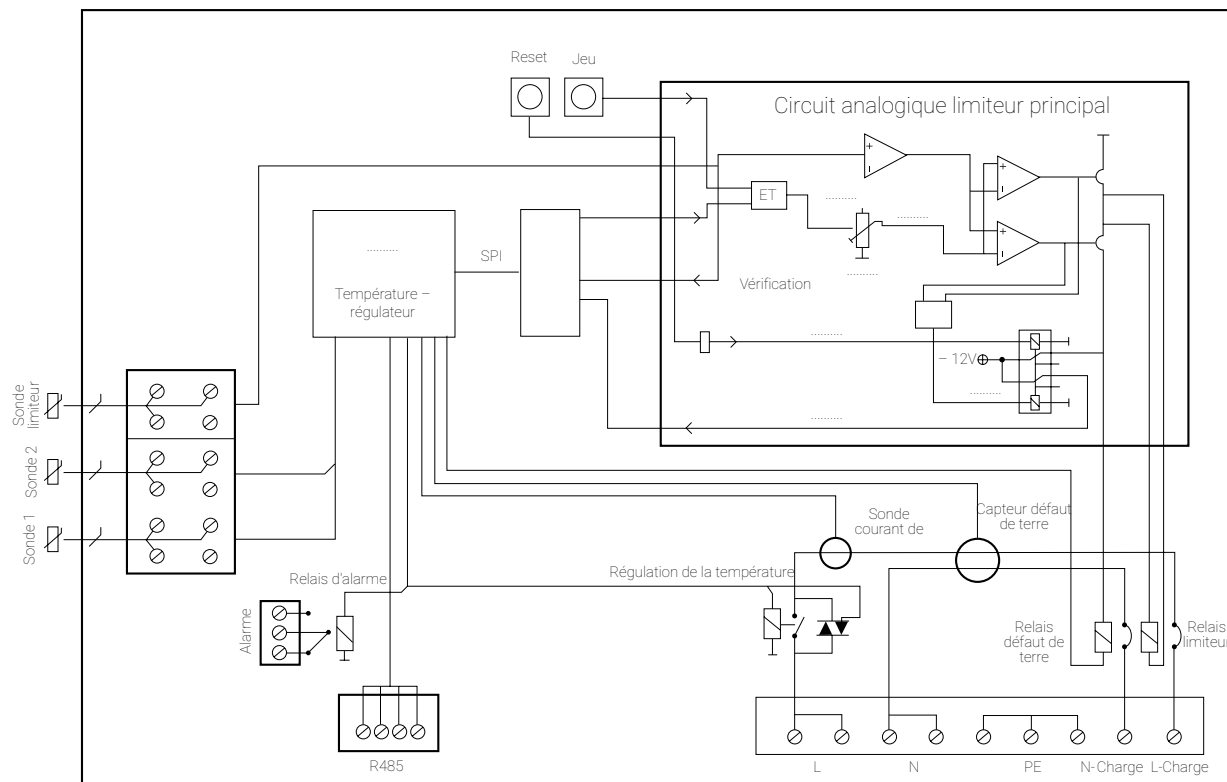 Reset
Jeu
Circuit analogique limiteur principal
ET
SPI
Température –
régulateur
Vérification
– 12V
Sonde
limiteur
Sonde 2
Sonde 1
Sonde
courant de
Capteur défaut
de terre
Relais d'alarme
Régulation de la température
Alarme
Relais
défaut de
terre
Relais
limiteur
R485
L
N
PE
N-Charge
L-Charge